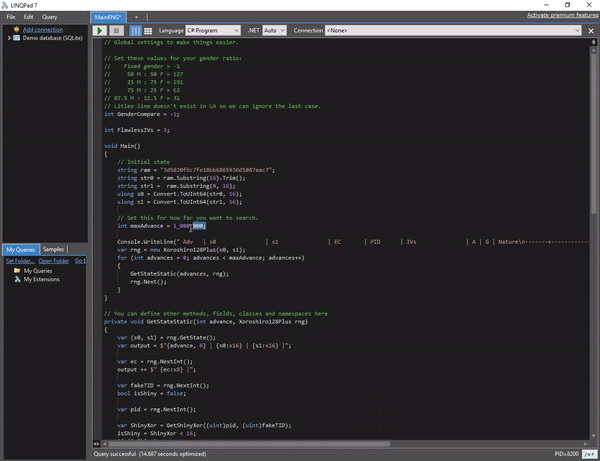 LINQPad 7
File Edit Query
MainRNG* +
Activate premium features
Add connection
Demo database (SQLite)
Language C# Program .NET Auto Connection <None>
// Global settings to make things easier.
// Set these values for your gender ratio:
// Fixed gender = -1
// 50 M : 50 F = 127
// 25 M : 75 F = 191
// 75 M : 25 F = 63
// 87.5 M : 12.5 F = 31
// Litleo line doesn't exist in LA so we can ignore the last case.
int GenderCompare = -1;
int FlawlessIVs = 3;
void Main()
{
// Initial state
string ram =
string str0 = ram.Substring(16).Trim();
string str1 = ram.Substring(0, 16);
ulong s0 = Convert.ToUInt64(str0, 16);
ulong s1 = Convert.ToUInt64(str1, 16);
// Set this for how far you want to search.
int maxAdvance = 1_000_000;
Console.WriteLine(" Adv | s0 | s1 | EC | PID | IVs | A | G | Nature\n-------+---------
var rng = new Xoroshiro128Plus(s0, s1);
for (int advances = 0; advances < maxAdvance; advances++)
{
GetStateStatic(advances, rng);
rng.Next();
}
}
// You can define other methods, fields, classes and namespaces here
private void GetStateStatic(int advance, Xoroshiro128Plus rng)
{
var (s0, s1) = rng.GetState();
var output = $"{advance, 6} | {s0:x16} | {s1:x16} |";
var ec = rng.NextInt();
output += $" {ec:x8} |";
var fakeTID = rng.NextInt();
bool isShiny = false;
var pid = rng.NextInt();
var ShinyXor = GetShinyXor((uint)pid, (uint)fakeTID);
isShiny = ShinyXor < 16;
My Queries Samples
Set Folder... Open Folder Go t
My Queries
My Extensions
Query successful (14.687 seconds optimized)
PID=8200 /o+